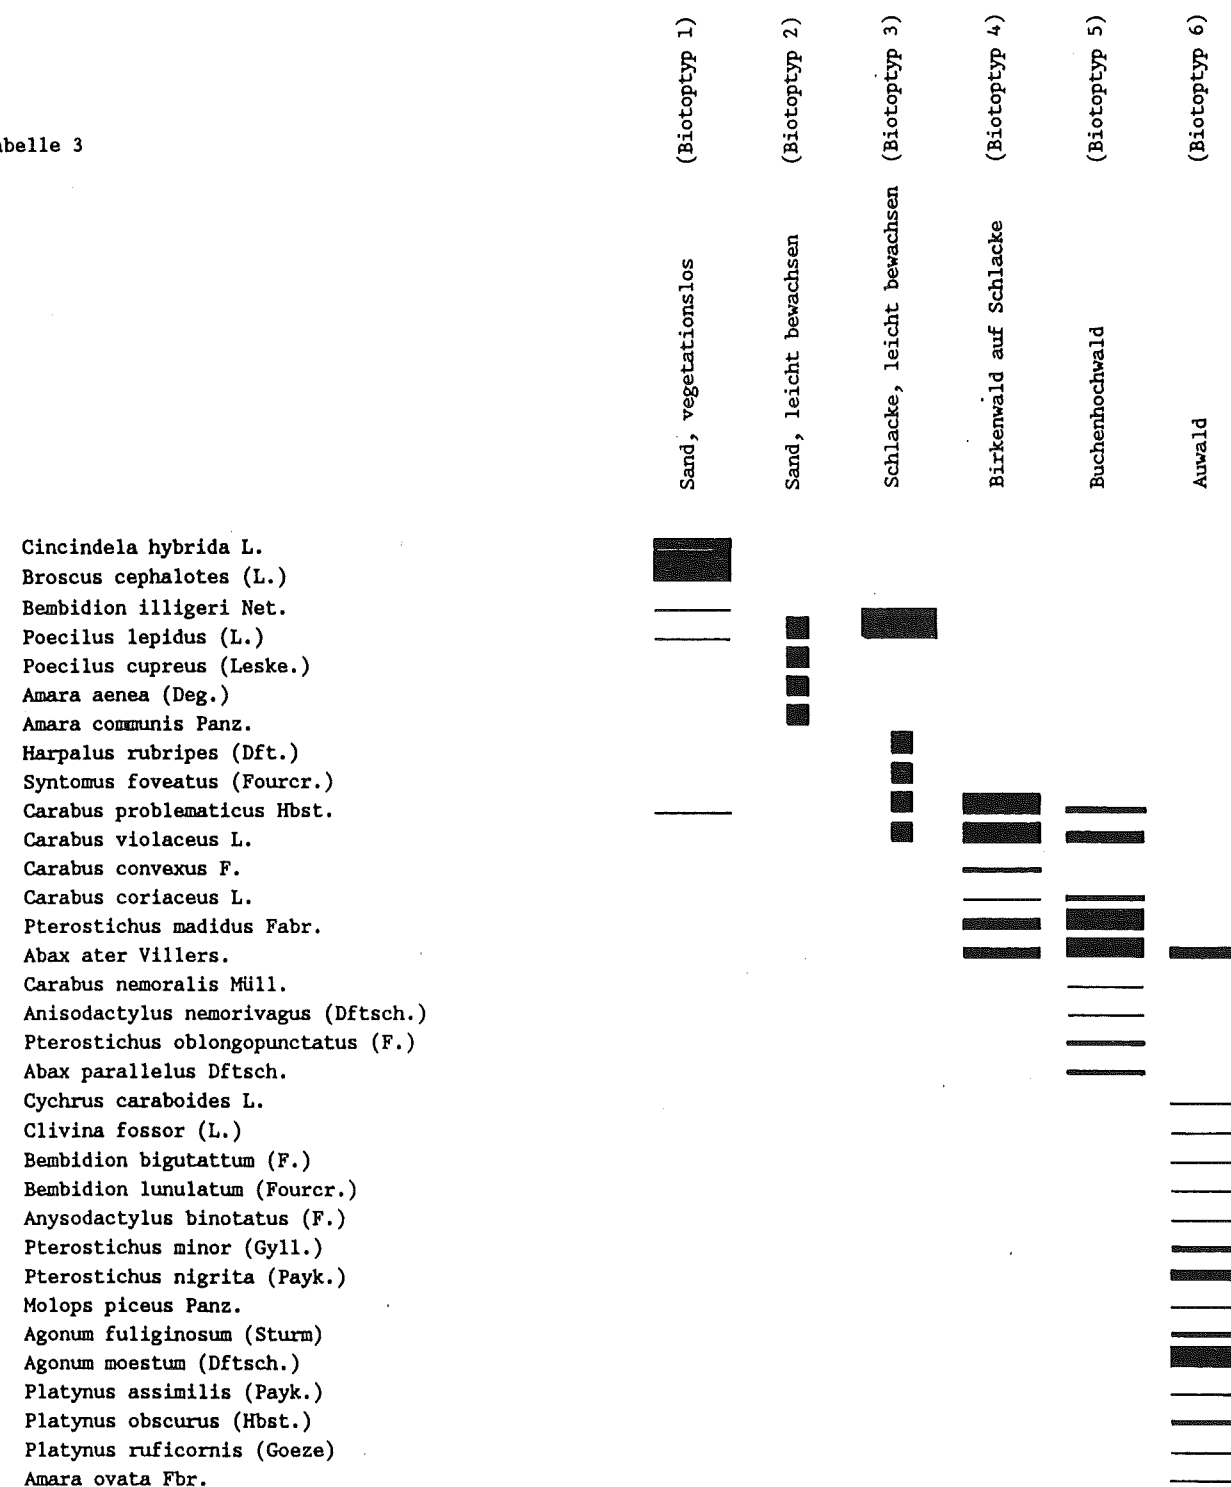 belle 3
(Biotoptyp 1)
(Biotoptyp 2)
(Biotoptyp 3)
(Biotoptyp 4)
(Biotoptyp 5)
(Biotoptyp 6)
Sand, vegetationslos
Sand, leicht bewachsen
Schlacke, leicht bewachsen
Birkenwald auf Schlacke
Buchenhochwald
Auwald
Cincindela hybrida L.
Broscus cephalotes (L.)
Bembidion illigeri Net.
Poecilus lepidus (L.)
Poecilus cupreus (Leske.)
Amara aenea (Deg.)
Amara communis Panz.
Harpalus rubripes (Dft.)
Syntomus foveatus (Fourcr.)
Carabus problematicus Hbst.
Carabus violaceus L.
Carabus convexus F.
Carabus coriaceus L.
Pterostichus madidus Fabr.
Abax ater Villers.
Carabus nemoralis Müll.
Anisodactylus nemorivagus (Dftsch.)
Pterostichus oblongopunctatus (F.)
Abax parallelus Dftsch.
Cychrus caraboides L.
Clivina fossor (L.)
Bembidion bigutattum (F.)
Bembidion lunulatum (Fourcr.)
Anysodactylus binotatus (F.)
Pterostichus minor (Gyll.)
Pterostichus nigrita (Payk.)
Molops piceus Panz.
Agonum fuliginosum (Sturm)
Agonum moestum (Dftsch.)
Platynus assimilis (Payk.)
Platynus obscurus (Hbst.)
Platynus ruficornis (Goeze)
Amara ovata Fbr.